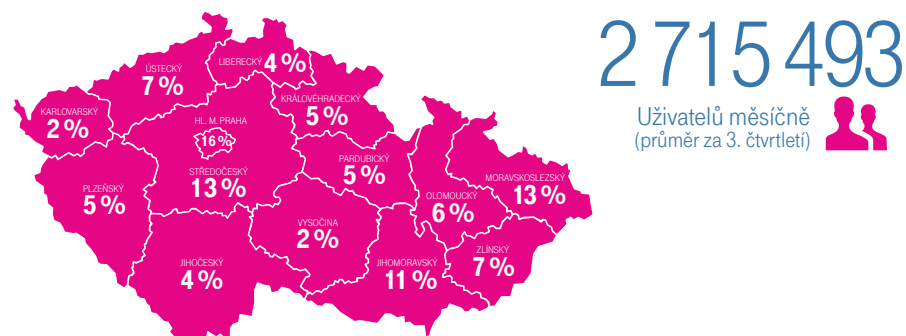 2 715 493
Uživatelů měsíčně
(průměr za 3. čtvrtletí)
LIBERECKÝ 4 %
ÚSTECKÝ
7 %
KRÁLOVÉHRADECKÝ
5 %
KARLOVARSKÝ
2 %
HL. M. PRAHA
16 %
STŘEDOČESKÝ
13 %
PARDUBICKÝ
5 %
MORAVSKOSLEZSKÝ
13 %
PLZEŇSKÝ
5 %
OLOMOUCKÝ
6 %
VYSOČINA
2 %
ZLÍNSKÝ
7 %
JIHOČESKÝ
4 %
JIHOMORAVSKÝ
11 %